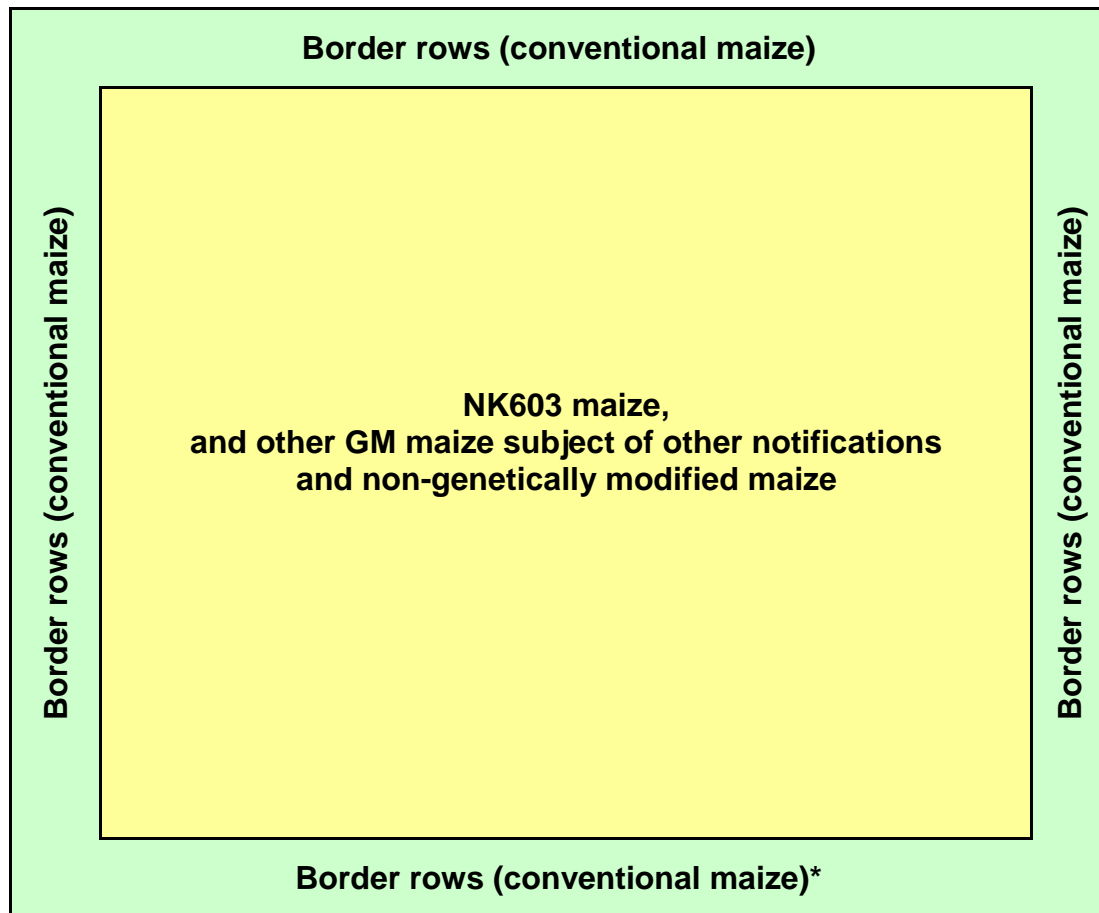 Border rows (conventional maize)
Border rows (conventional maize)
NK603 maize,
and other GM maize subject of other notifications
and non-genetically modified maize
Border rows (conventional maize)
Border rows (conventional maize)*